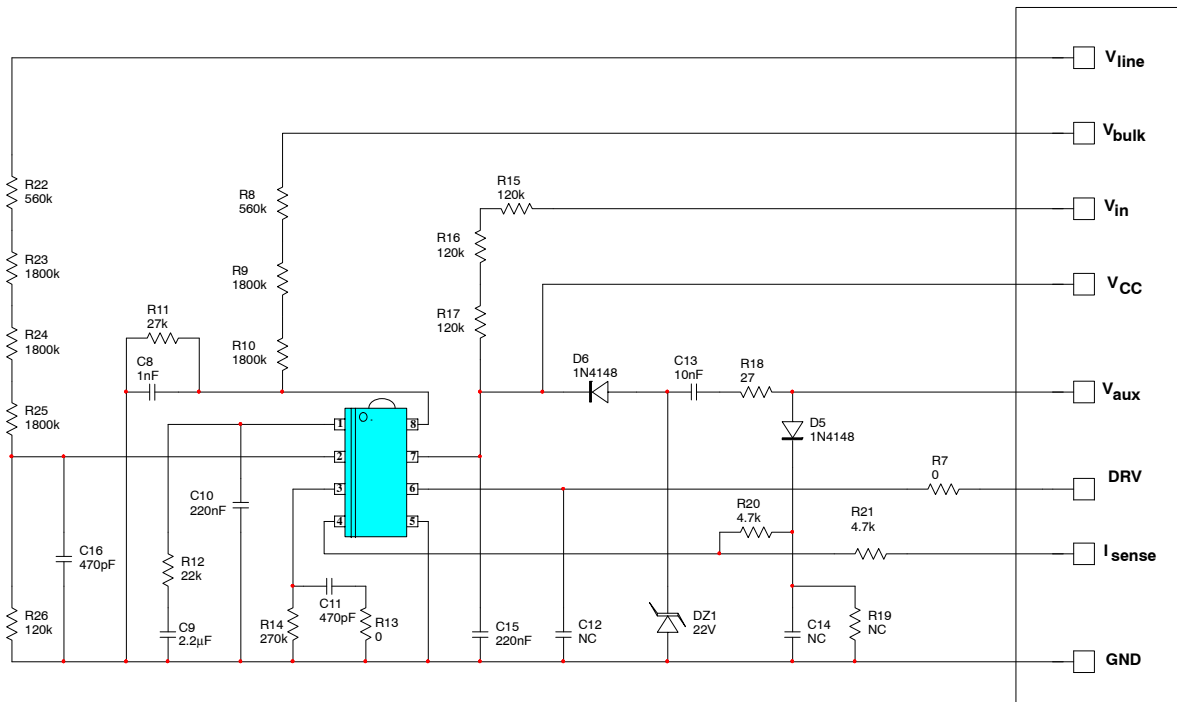 Vline
Vbulk
R22
560k
R8
560k
R15
120k
Vin
R16
120k
R23
1800k
R9
1800k
VCC
R11
27k
R17
120k
R24
1800k
R10
1800k
C8
1nF
D6
1N4148
C13
10nF
R18
27
Vaux
R25
1800k
D5
1N4148
1
8
2
7
3
6
4
5
R7
0
DRV
C10
220nF
R20
4.7k
R21
4.7k
Isense
C16
470pF
R12
22k
C11
470pF
R26
120k
C9
2.2µF
R14
270k
R13
0
C15
220nF
C12
NC
DZ1
22V
C14
NC
R19
NC
GND